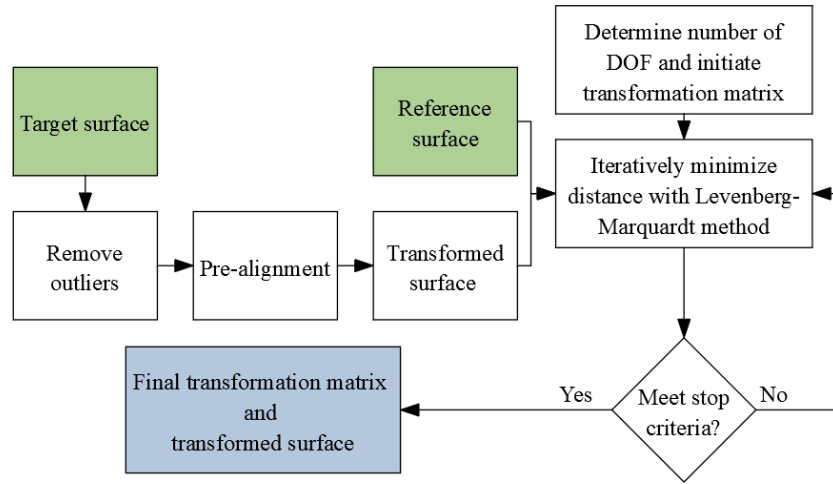 Target surface
Remove
outliers
Pre-alignment
Transformed
surface
Reference
surface
Determine number of
DOF and initiate
transformation matrix
Iteratively minimize
distance with Levenberg-
Marquardt method
Meet stop
criteria?
Yes
No
Final transformation matrix
and
transformed surface